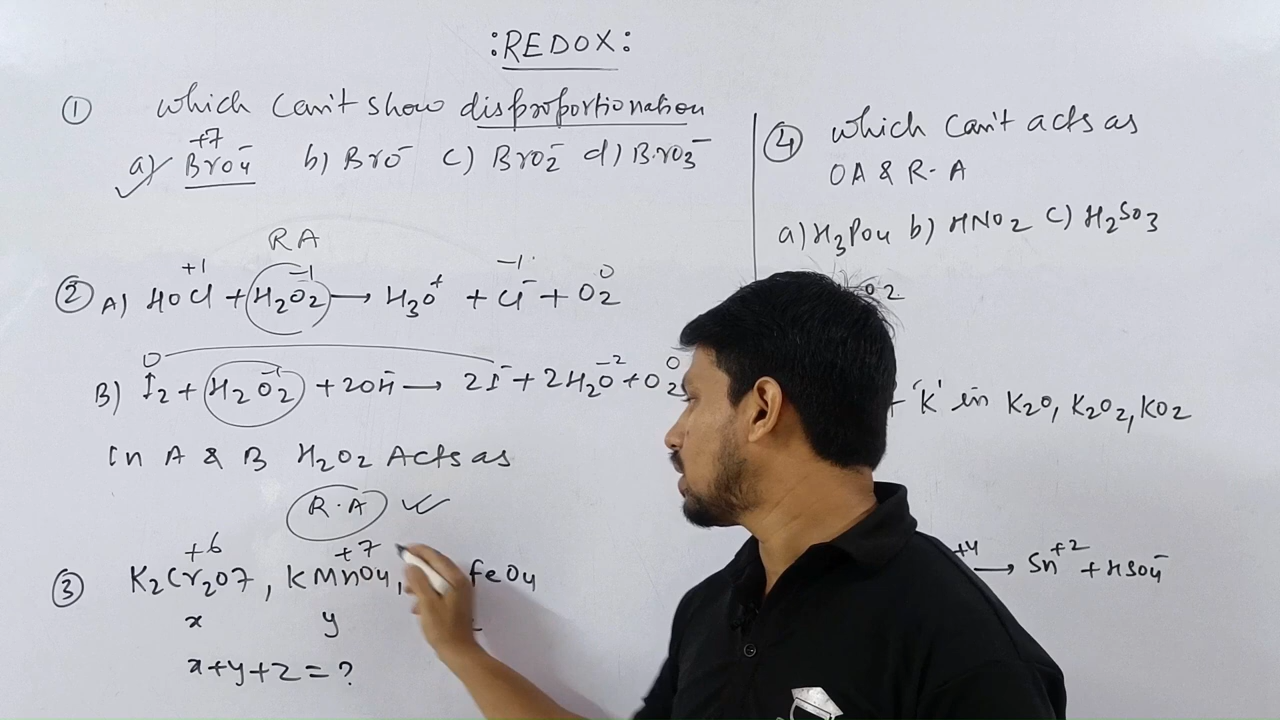 :REDOX:
① which can't show disproportionation
+7
a) BrO4⁻ b) BrO⁻ c) BrO2⁻ d) BrO3⁻
RA
+1 -1 -1 0
② A) HOCl + H2O2 → H3O⁺ + Cl⁻ + O2
0 -1 -2 0
B) I2 + H2O2 + 2OH⁻ → 2I⁻ + 2H2O + O2
in A & B H2O2 Acts as
R.A
+6 +7
③ K2Cr2O7, KMnO4, FeO4
x y
x+y+z=?
④ which can't acts as
OA & R-A
a) H3PO4 b) HNO2 c) H2SO3
O2
'K' in K2O, K2O2, KO2
+4 → Sn⁺² + HSO4⁻